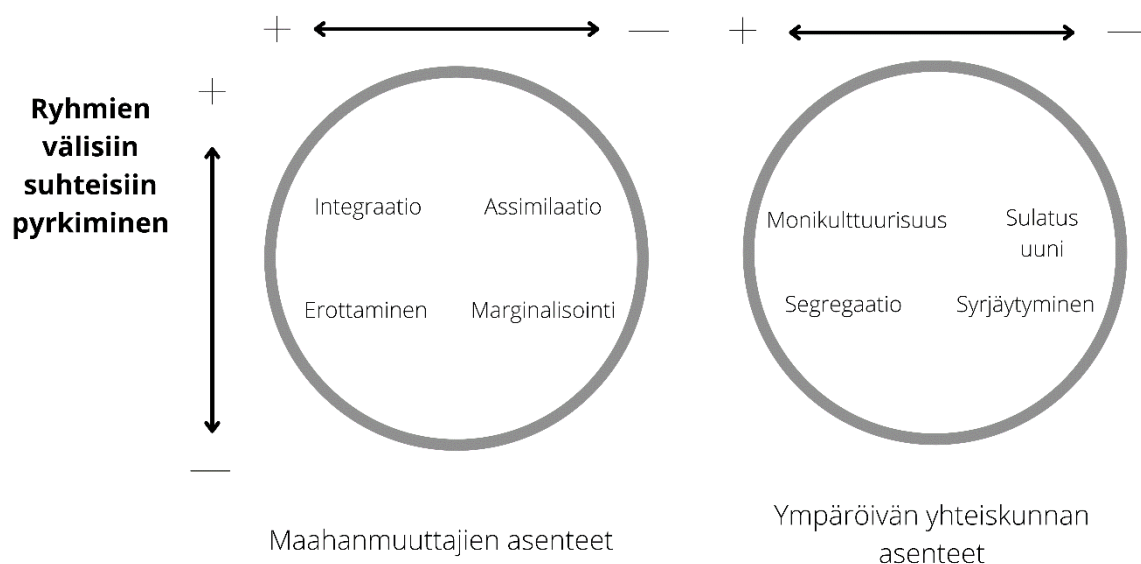 + — + —
+
Ryhmien
välisiin
suhteisiin
pyrkiminen
—
Integraatio Assimilaatio
Erottaminen Marginalisointi
Maahanmuuttajien asenteet
Monikulttuurisuus Sulatus
uuni
Segregaatio Syrjäytyminen
Ympäröivän yhteiskunnan
asenteet